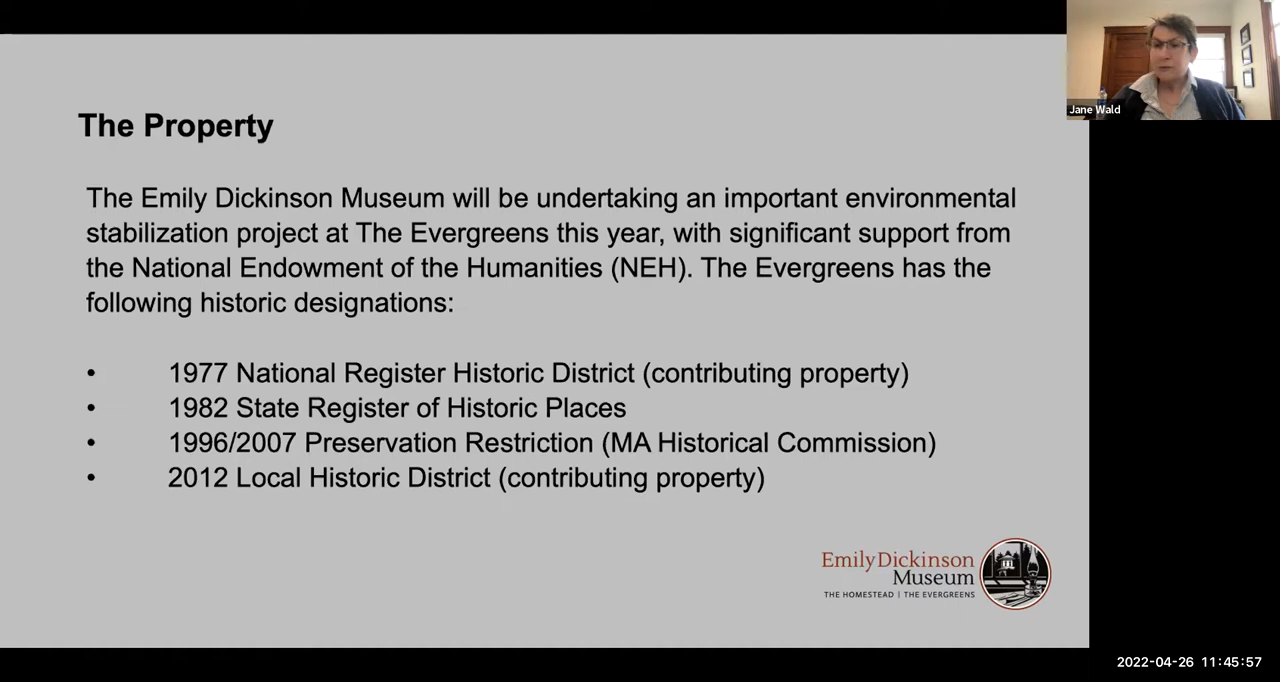 Jane Wald
The Property
The Emily Dickinson Museum will be undertaking an important environmental
stabilization project at The Evergreens this year, with significant support from
the National Endowment of the Humanities (NEH). The Evergreens has the
following historic designations:
• 1977 National Register Historic District (contributing property)
• 1982 State Register of Historic Places
• 1996/2007 Preservation Restriction (MA Historical Commission)
• 2012 Local Historic District (contributing property)
Emily Dickinson
Museum
THE HOMESTEAD | THE EVERGREENS
2022-04-26 11:45:57